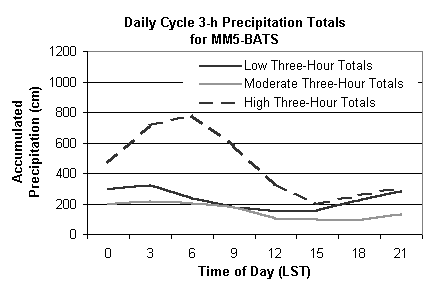 Daily Cycle 3-h Precipitation Totals
for MM5-BATS
1200
1000
800
600
400
200
0
Accumulated
Precipitation (cm)
Low Three-Hour Totals
Moderate Three-Hour Totals
High Three-Hour Totals
0 3 6 9 12 15 18 21
Time of Day (LST)